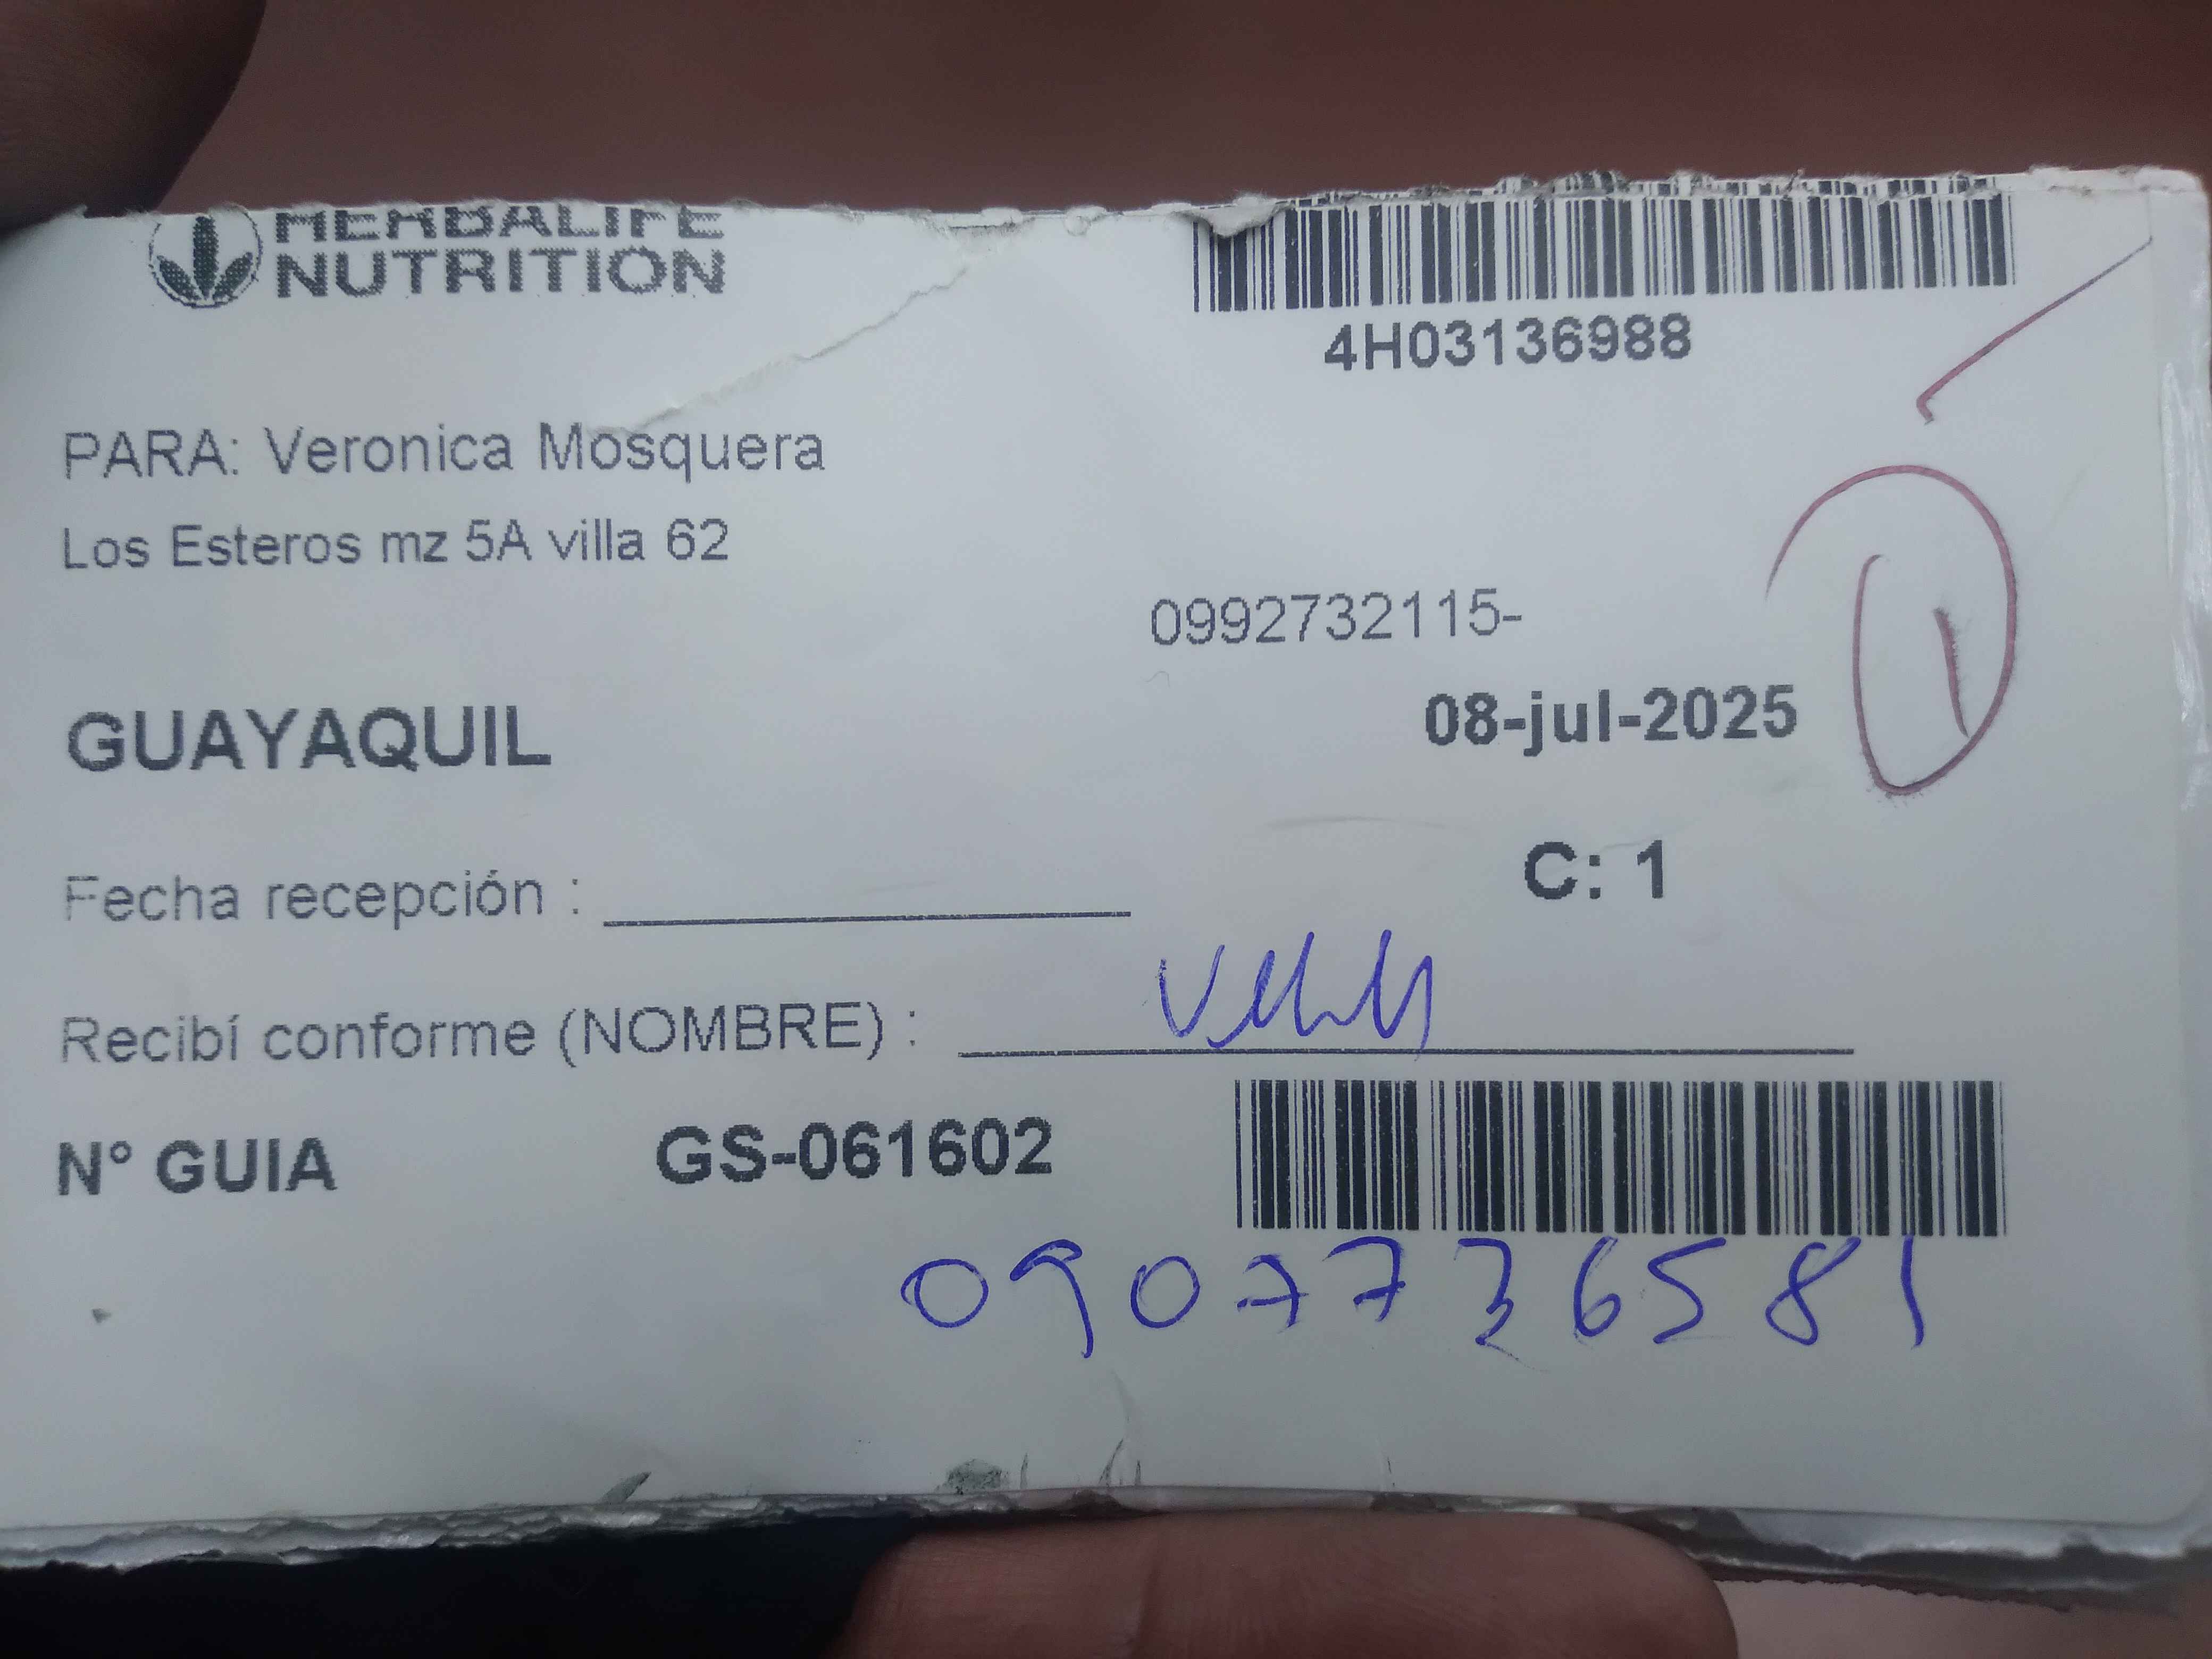 HERBALIFE
NUTRITION
4H03136988
PARA: Veronica Mosquera
Los Esteros mz 5A villa 62
0992732115-
GUAYAQUIL
08-jul-2025
1
C: 1
Fecha recepción :
Recibí conforme (NOMBRE) :
N° GUIA GS-061602
0907736581